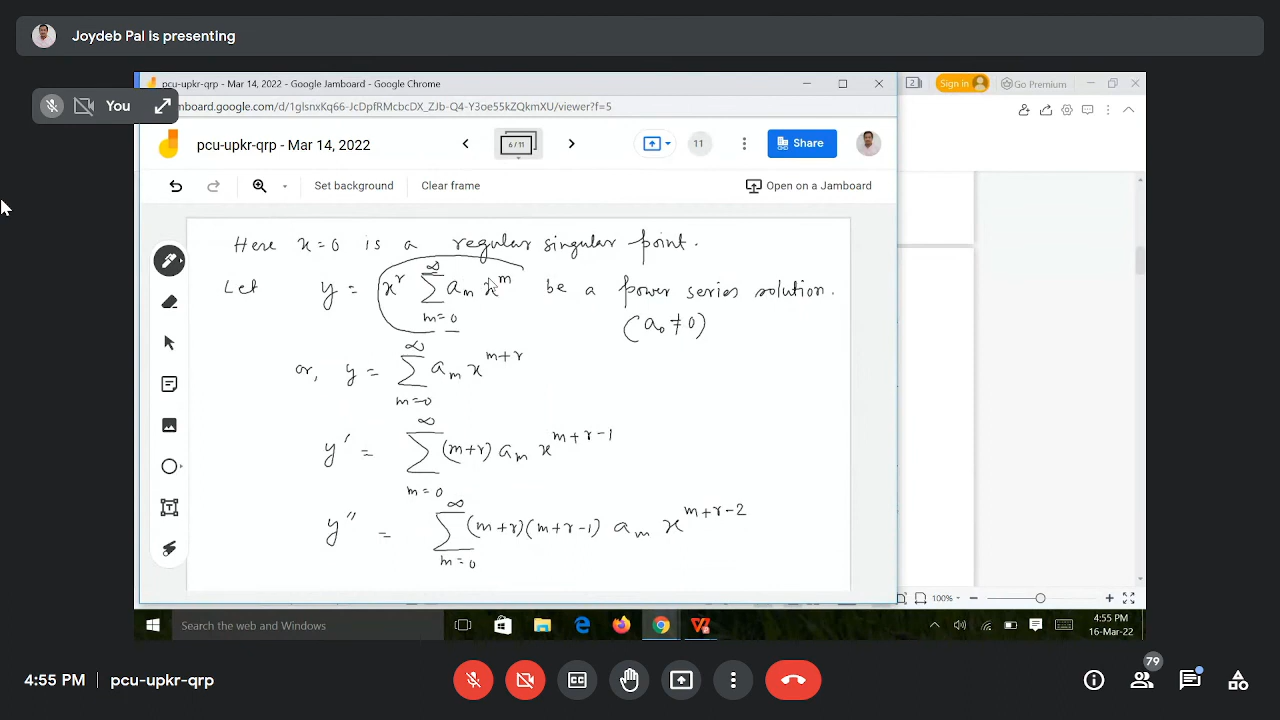 Joydeb Pal is presenting
pcu-upkr-qrp - Mar 14, 2022 - Google Jamboard - Google Chrome
2
Sign in
Go Premium
You
mboard.google.com/d/1glsnxKq66-JcDpfRMcbcDX_ZJb-Q4-Y3oe55kZQkmXU/viewer?f=5
pcu-upkr-qrp - Mar 14, 2022
6/11
11
Share
Set background
Clear frame
Open on a Jamboard
Here x=0 is a regular singular point.
Let y = x^r ∑_{m=0}^{∞} a_m x^m be a power series solution.
(a_0 ≠ 0)
or, y = ∑_{m=0}^{∞} a_m x^{m+r}
y' = ∑_{m=0}^{∞} (m+r) a_m x^{m+r-1}
y'' = ∑_{m=0}^{∞} (m+r)(m+r-1) a_m x^{m+r-2}
100%
Search the web and Windows
4:55 PM
16-Mar-22
4:55 PM | pcu-upkr-qrp
79